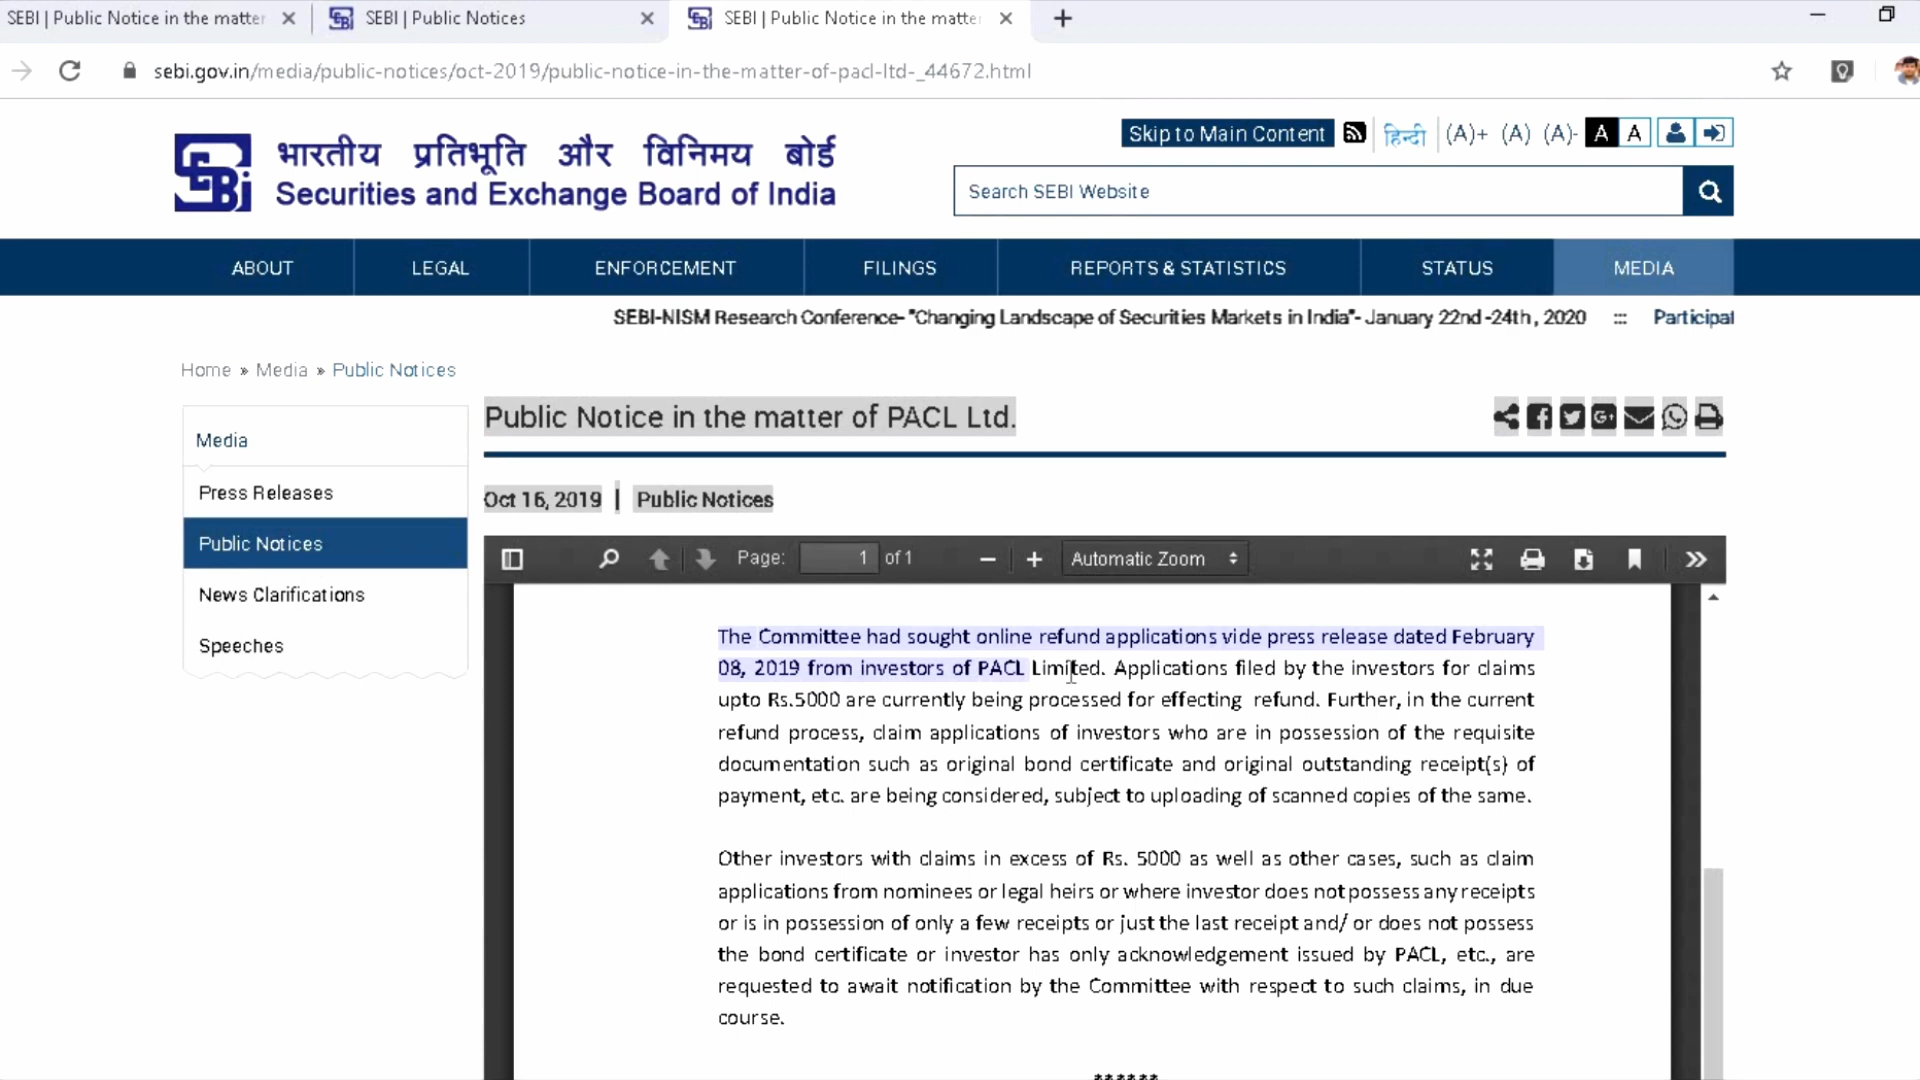 SEBI | Public Notice in the matter
SEBI | Public Notices
SEBI | Public Notice in the matte
sebi.gov.in/media/public-notices/oct-2019/public-notice-in-the-matter-of-pacl-ltd-_44672.html
Skip to Main Content हिन्दी (A)+ (A) (A)- A A
भारतीय प्रतिभूति और विनिमय बोर्ड
Securities and Exchange Board of India
Search SEBI Website
ABOUT LEGAL ENFORCEMENT FILINGS REPORTS & STATISTICS STATUS MEDIA
SEBI-NISM Research Conference- "Changing Landscape of Securities Markets in India"- January 22nd -24th, 2020 ::: Participat
Home » Media » Public Notices
Media
Press Releases
Public Notices
News Clarifications
Speeches
Public Notice in the matter of PACL Ltd.
Oct 16, 2019 | Public Notices
Page: 1 of 1 Automatic Zoom
The Committee had sought online refund applications vide press release dated February
08, 2019 from investors of PACL Limited. Applications filed by the investors for claims
upto Rs.5000 are currently being processed for effecting refund. Further, in the current
refund process, claim applications of investors who are in possession of the requisite
documentation such as original bond certificate and original outstanding receipt(s) of
payment, etc. are being considered, subject to uploading of scanned copies of the same.
Other investors with claims in excess of Rs. 5000 as well as other cases, such as claim
applications from nominees or legal heirs or where investor does not possess any receipts
or is in possession of only a few receipts or just the last receipt and/ or does not possess
the bond certificate or investor has only acknowledgement issued by PACL, etc., are
requested to await notification by the Committee with respect to such claims, in due
course.
******